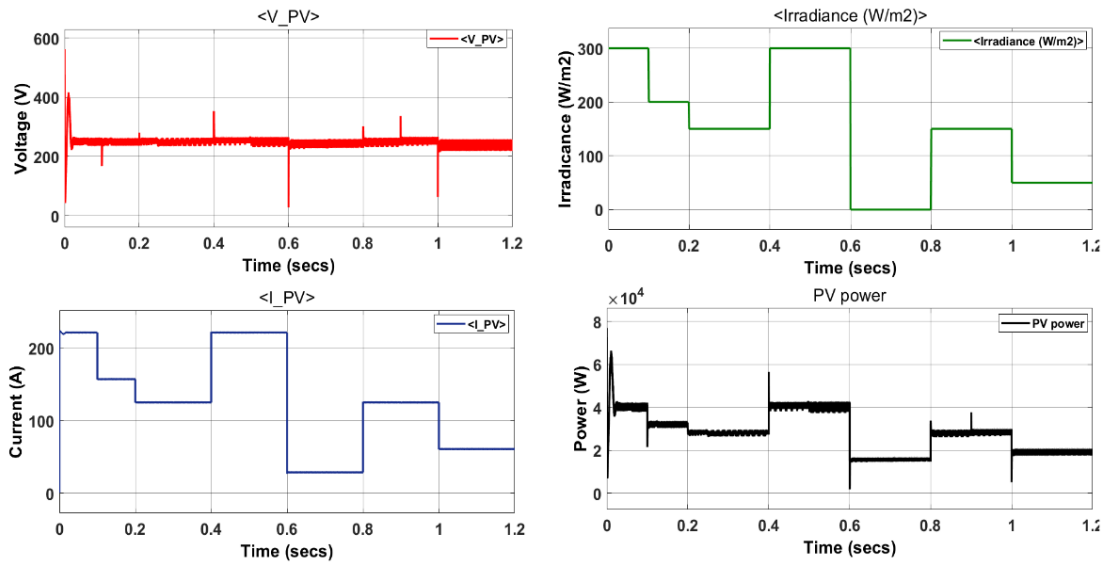 <V_PV>
600
400
200
0
Voltage (V)
<V_PV>
0 0.2 0.4 0.6 0.8 1 1.2
Time (secs)
<Irradiance (W/m2)>
300
200
100
0
Irradicance (W/m2)
<Irradiance (W/m2)>
0 0.2 0.4 0.6 0.8 1 1.2
Time (secs)
<I_PV>
200
100
0
Current (A)
<I_PV>
0 0.2 0.4 0.6 0.8 1 1.2
Time (secs)
PV power
×10⁴
8
6
4
2
0
Power (W)
PV power
0 0.2 0.4 0.6 0.8 1 1.2
Time (secs)